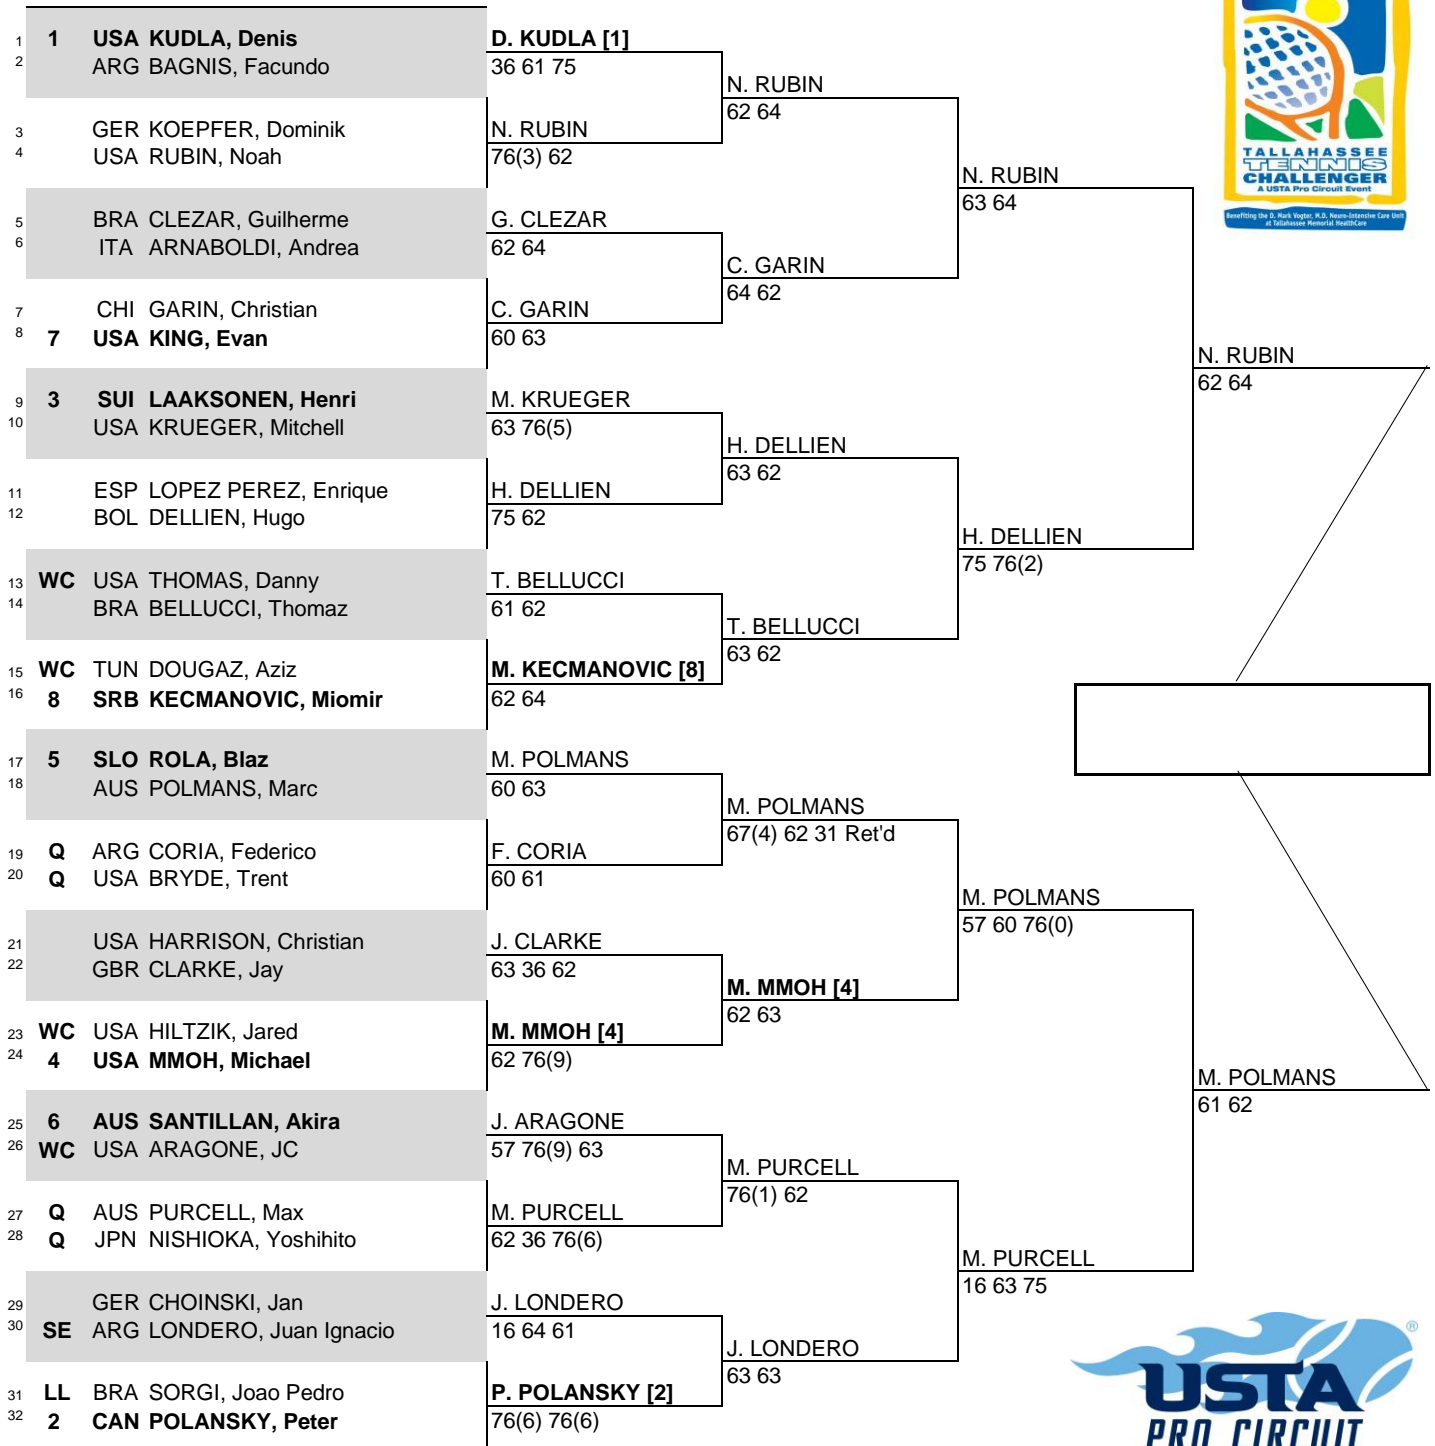 1 1 USA KUDLA, Denis
2 ARG BAGNIS, Facundo
3 GER KOEPFER, Dominik
4 USA RUBIN, Noah
5 BRA CLEZAR, Guilherme
6 ITA ARNABOLDI, Andrea
7 CHI GARIN, Christian
8 7 USA KING, Evan
9 3 SUI LAAKSONEN, Henri
10 USA KRUEGER, Mitchell
11 ESP LOPEZ PEREZ, Enrique
12 BOL DELLIEN, Hugo
13 WC USA THOMAS, Danny
14 BRA BELLUCCI, Thomaz
15 WC TUN DOUGAZ, Aziz
16 8 SRB KECMANOVIC, Miomir
17 5 SLO ROLA, Blaz
18 AUS POLMANS, Marc
19 Q ARG CORIA, Federico
20 Q USA BRYDE, Trent
21 USA HARRISON, Christian
22 GBR CLARKE, Jay
23 WC USA HILTZIK, Jared
24 4 USA MMOH, Michael
25 6 AUS SANTILLAN, Akira
26 WC USA ARAGONE, JC
27 Q AUS PURCELL, Max
28 Q JPN NISHIOKA, Yoshihito
29 GER CHOINSKI, Jan
30 SE ARG LONDERO, Juan Ignacio
31 LL BRA SORGI, Joao Pedro
32 2 CAN POLANSKY, Peter
D. KUDLA [1]
36 61 75
N. RUBIN
76(3) 62
G. CLEZAR
62 64
C. GARIN
60 63
M. KRUEGER
63 76(5)
H. DELLIEN
75 62
T. BELLUCCI
61 62
M. KECMANOVIC [8]
62 64
M. POLMANS
60 63
F. CORIA
60 61
J. CLARKE
63 36 62
M. MMOH [4]
62 76(9)
J. ARAGONE
57 76(9) 63
M. PURCELL
62 36 76(6)
J. LONDERO
16 64 61
P. POLANSKY [2]
76(6) 76(6)
N. RUBIN
62 64
C. GARIN
64 62
H. DELLIEN
63 62
T. BELLUCCI
63 62
M. POLMANS
67(4) 62 31 Ret'd
M. MMOH [4]
62 63
M. PURCELL
76(1) 62
J. LONDERO
63 63
N. RUBIN
63 64
H. DELLIEN
75 76(2)
M. POLMANS
57 60 76(0)
M. PURCELL
16 63 75
N. RUBIN
62 64
M. POLMANS
61 62
TALLAHASSEE
TENNIS
CHALLENGER
A USTA Pro Circuit Event
Benefiting the D. Mark Vogter, M.D. Neuro-Intensive Care Unit
at Tallahassee Memorial HealthCare
®
USTA
PRO CIRCUIT